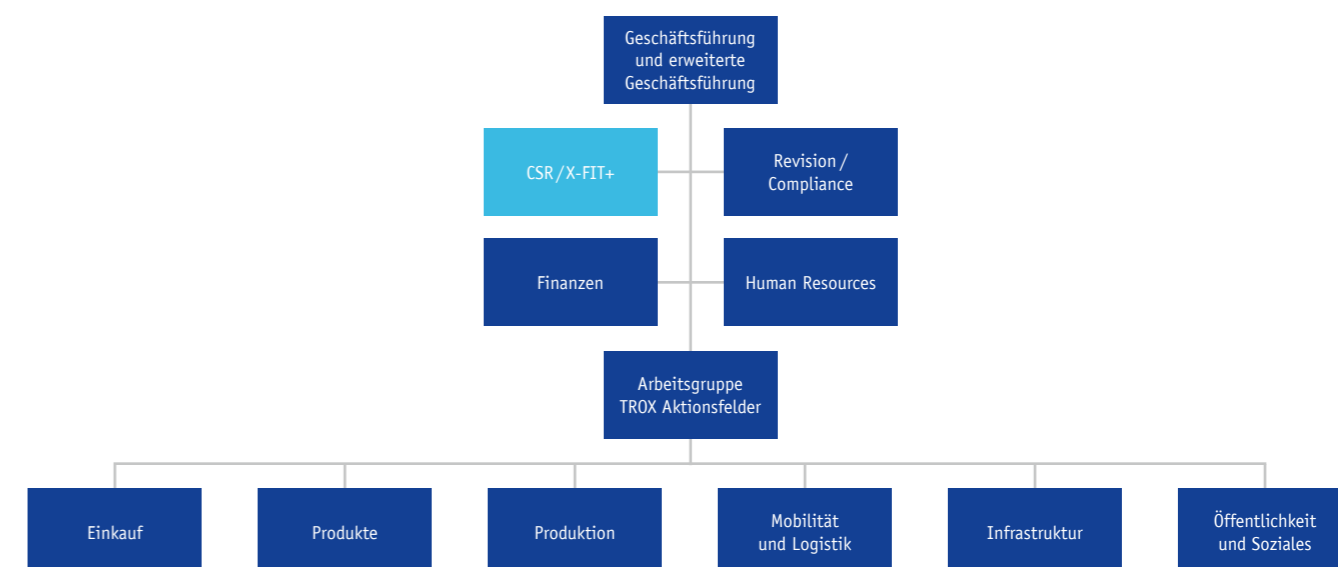 Geschäftsführung
und erweiterte
Geschäftsführung
CSR/X-FIT+
Revision /
Compliance
Finanzen
Human Resources
Arbeitsgruppe
TROX Aktionsfelder
Einkauf
Produkte
Produktion
Mobilität
und Logistik
Infrastruktur
Öffentlichkeit
und Soziales